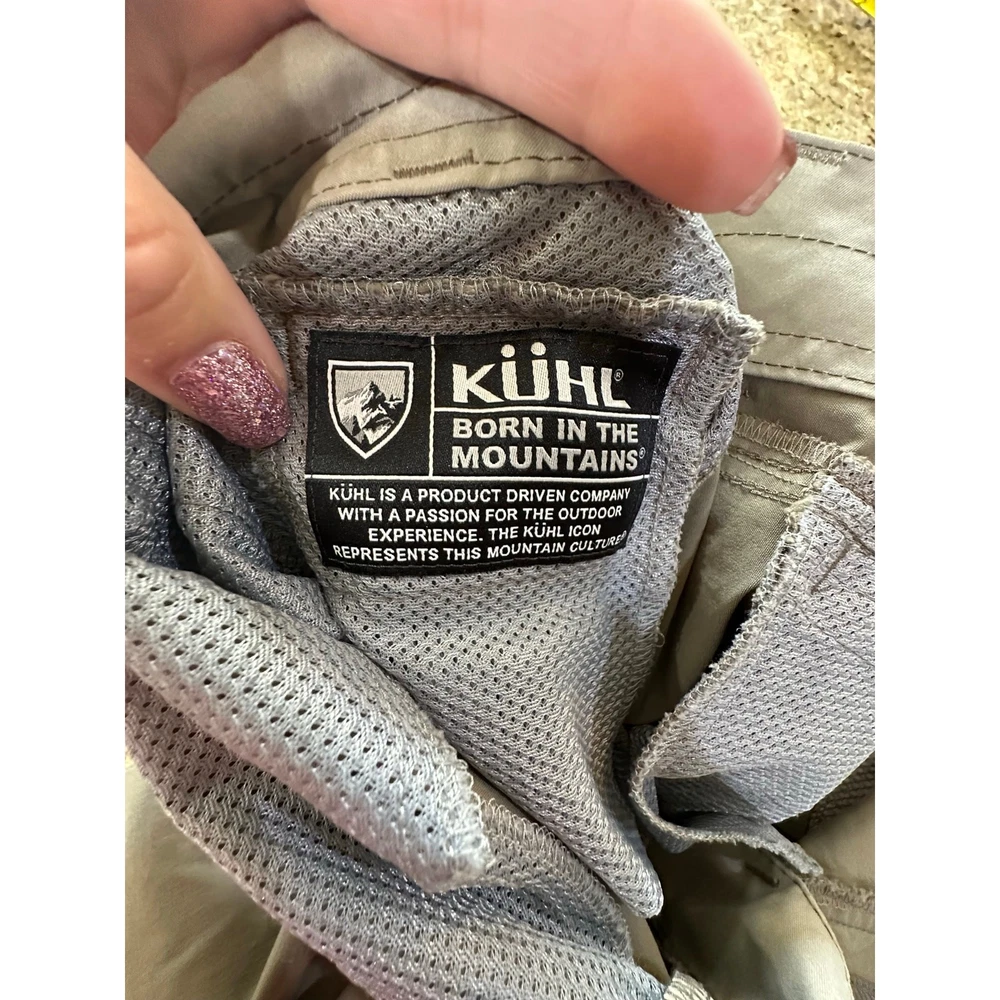 KÜHL®
BORN IN THE
MOUNTAINS®
KÜHL IS A PRODUCT DRIVEN COMPANY
WITH A PASSION FOR THE OUTDOOR
EXPERIENCE. THE KÜHL ICON
REPRESENTS THIS MOUNTAIN CULTURE®